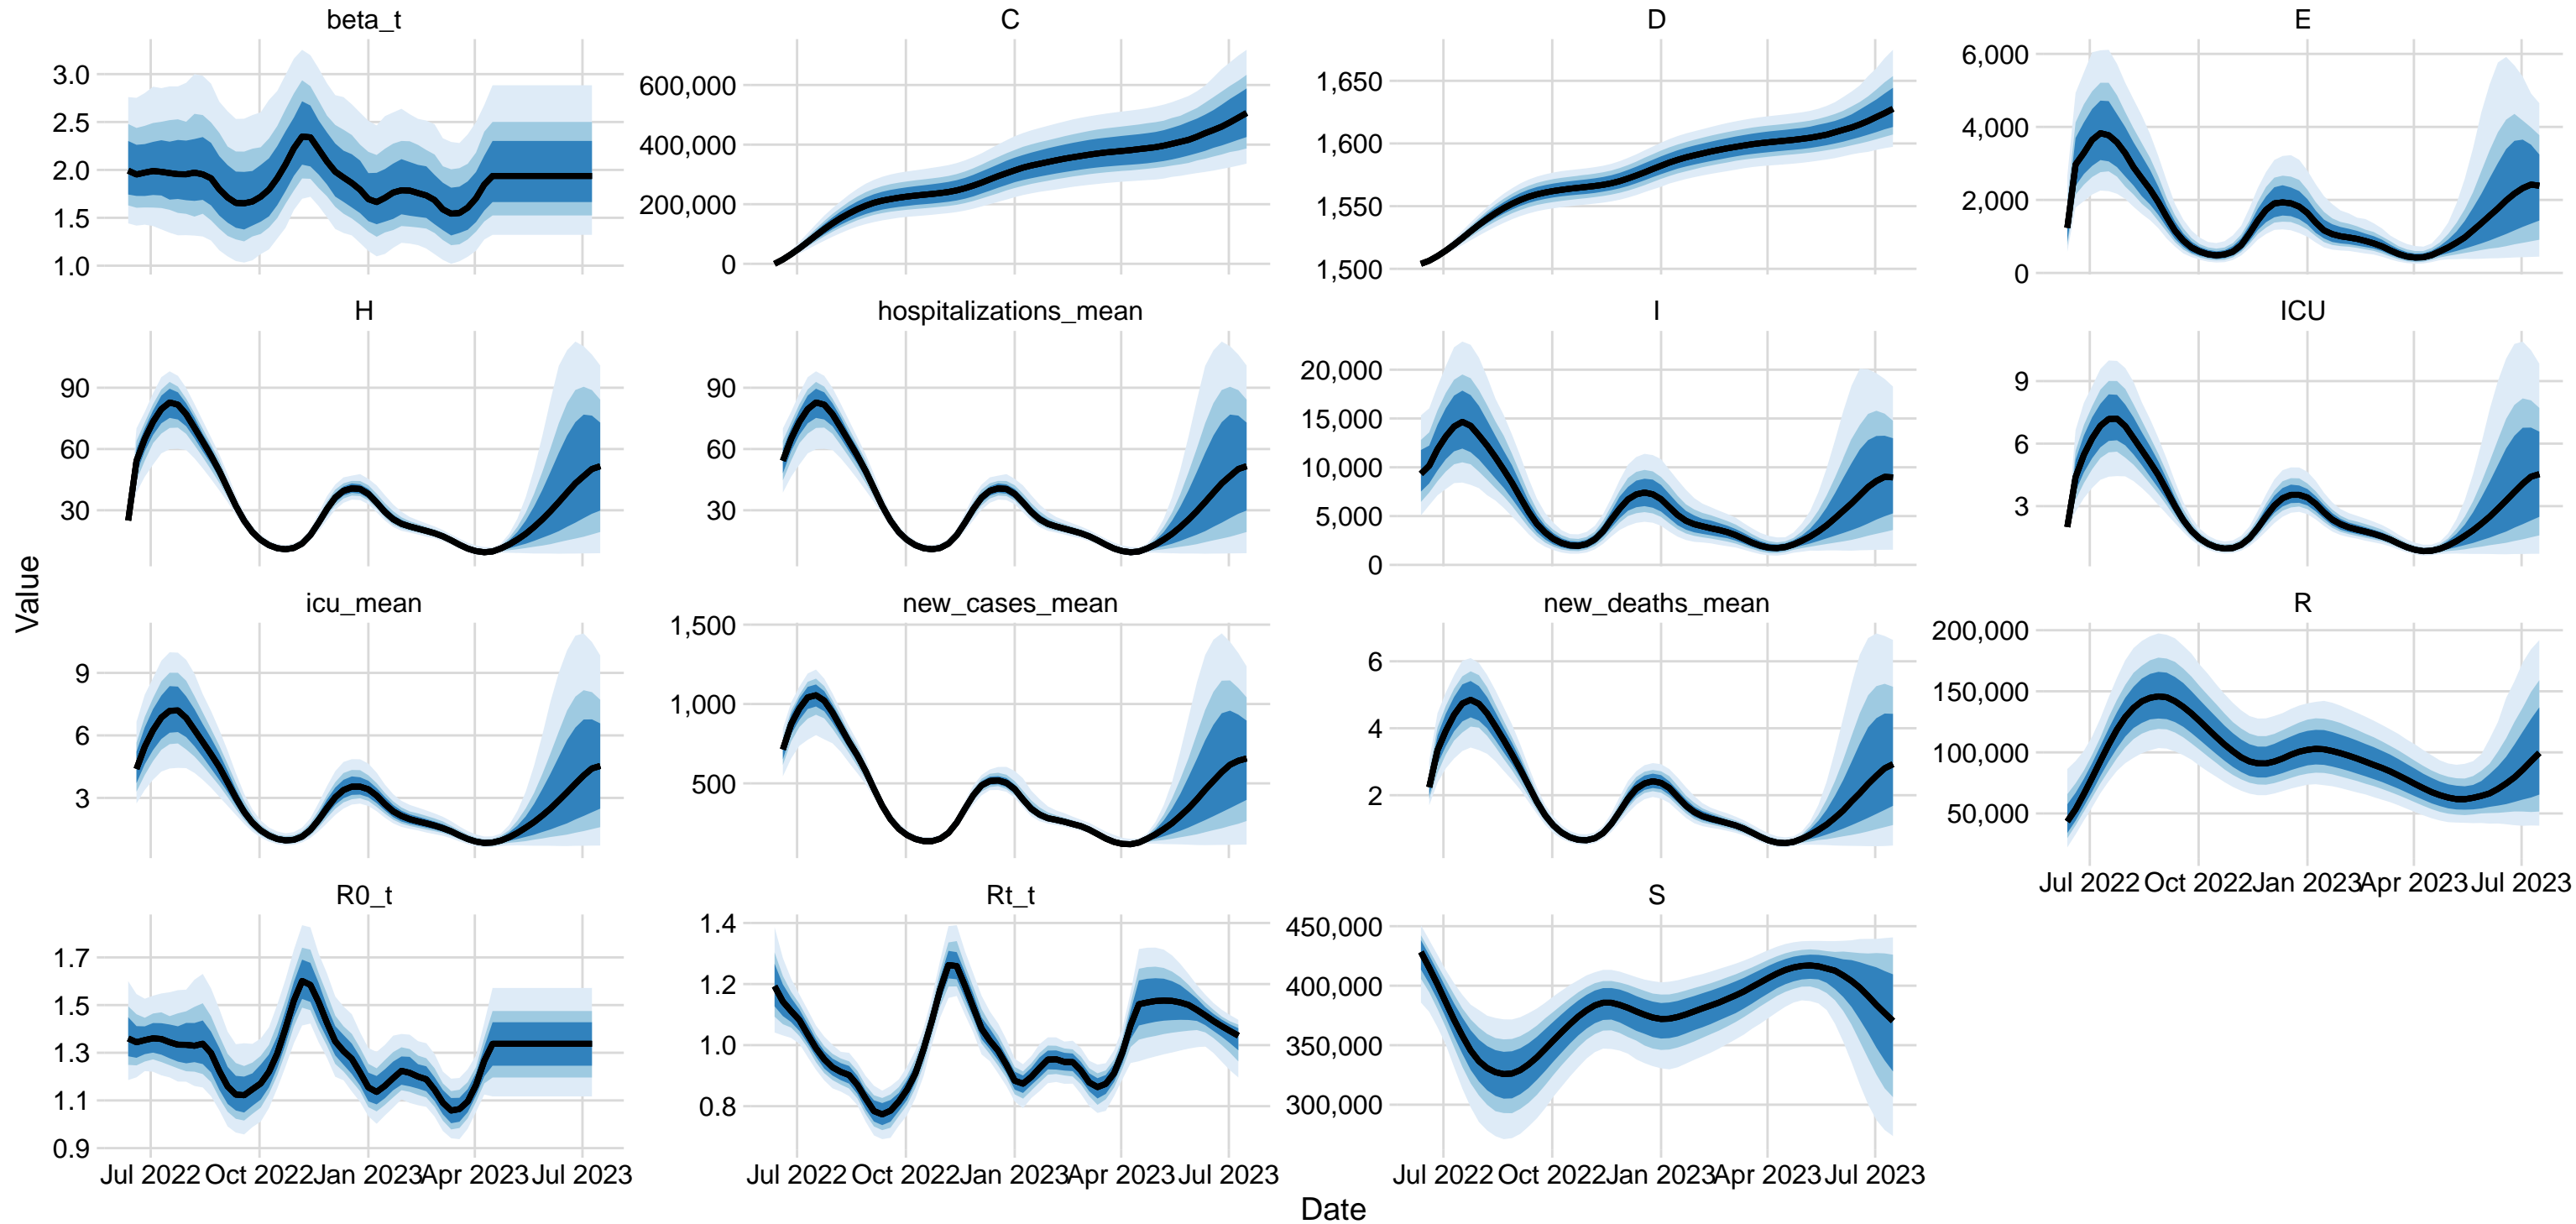 beta_t
C
D
E
3.0
2.5
2.0
1.5
1.0
600,000
400,000
200,000
0
1,650
1,600
1,550
1,500
6,000
4,000
2,000
0
H
hospitalizations_mean
I
ICU
90
60
30
90
60
30
20,000
15,000
10,000
5,000
0
9
6
3
Value
icu_mean
new_cases_mean
new_deaths_mean
R
9
6
3
1,500
1,000
500
6
4
2
200,000
150,000
100,000
50,000
Jul 2022 Oct 2022 Jan 2023 Apr 2023 Jul 2023
R0_t
Rt_t
S
1.7
1.5
1.3
1.1
0.9
1.4
1.2
1.0
0.8
450,000
400,000
350,000
300,000
Jul 2022 Oct 2022 Jan 2023 Apr 2023 Jul 2023
Jul 2022 Oct 2022 Jan 2023 Apr 2023 Jul 2023
Jul 2022 Oct 2022 Jan 2023 Apr 2023 Jul 2023
Date